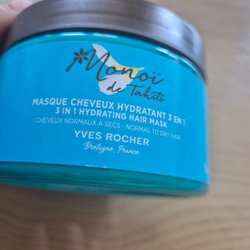 Monoï
de Tahiti
MASQUE CHEVEUX HYDRATANT 3 EN 1
3 IN 1 HYDRATING HAIR MASK
CHEVEUX NORMAUX À SECS - NORMAL TO DRY HAIR
YVES ROCHER
Bretagne, France